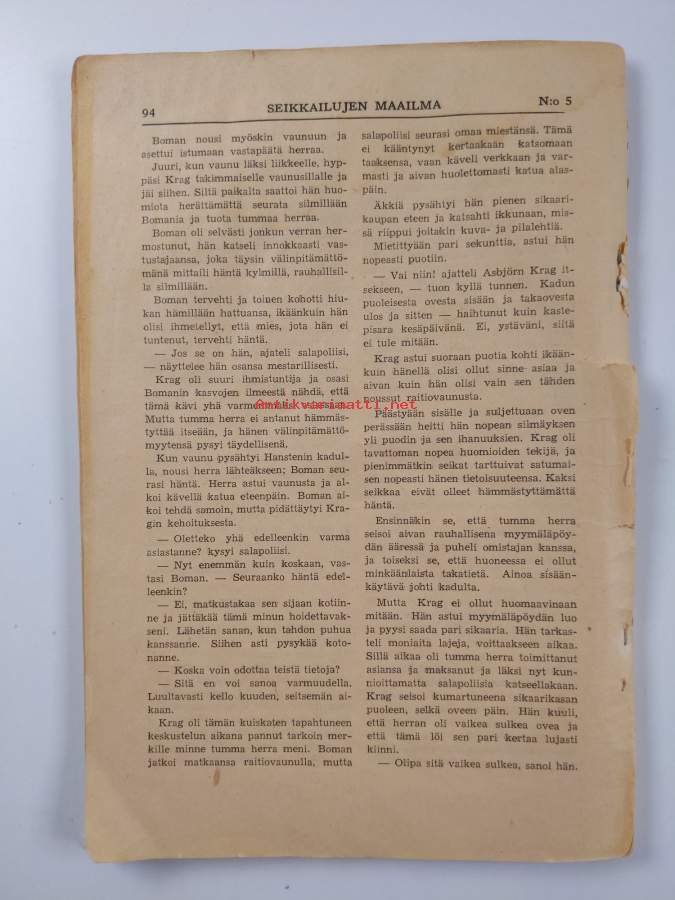 94
SEIKKAILUJEN MAAILMA
N:o 5
Boman nousi myöskin vaunuun ja
asettui istumaan vastapäätä herraa.
Juuri, kun vaunu läksi liikkeelle, hyp-
päsi Krag takimmaiselle vaunusillalle ja
jäi siihen. Siltä paikalta saattoi hän huo-
miota herättämättä seurata silmillään
Bomania ja tuota tummaa herraa.
Boman oli selvästi jonkun verran her-
mostunut, hän katseli innokkaasti vas-
tustajaansa, joka täysin välinpitämättö-
mänä mittaili häntä kylmillä, rauhallisil-
la silmillään.
Boman tervehti ja toinen kohotti hiu-
kan hämillään hattuansa, ikäänkuin hän
olisi ihmetellyt, että mies, jota hän ei
tuntenut, tervehti häntä.
— Jos se on hän, ajateli salapoliisi,
— näyttelee hän osansa mestarillisesti.
Krag oli suuri ihmistuntija ja osasi
Bomanin kasvojen ilmeestä nähdä, että
tämä kävi yhä varmemmaksi asiassaan.
Mutta tumma herra ei antanut hämmäs-
tyttää itseään, ja hänen välinpitämättö-
myytensä pysyi täydellisenä.
Kun vaunu pysähtyi Hanstenin kadul-
la, nousi herra lähteäkseen; Boman seu-
rasi häntä. Herra astui vaunusta ja al-
koi kävellä katua eteenpäin. Boman ai-
koi tehdä samoin, mutta pidättäytyi Kra-
gin kehoituksesta.
— Oletteko yhä edelleenkin varma
asiastanne? kysyi salapoliisi.
— Nyt enemmän kuin koskaan, vas-
tasi Boman. — Seuraanko häntä edel-
leenkin?
— Ei, matkustakaa sen sijaan kotiin-
ne ja jättäkää tämä minun hoidettavak-
seni. Lähetän sanan, kun tahdon puhua
kanssanne. Siihen asti pysykää koto-
nanne.
— Koska voin odottaa teistä tietoja?
— Sitä en voi sanoa varmuudella.
Luultavasti kello kuuden, seitsemän ai-
kaan.
Krag oli tämän kuiskaten tapahtuneen
keskustelun aikana pannut tarkoin mer-
kille minne tumma herra meni. Boman
jatkoi matkaansa raitiovaunulla, mutta
salapoliisi seurasi omaa miestänsä. Tämä
ei kääntynyt kertaakaan katsomaan
taaksensa, vaan käveli verkkaan ja var-
masti ja aivan huolettomasti katua alas-
päin.
Äkkiä pysähtyi hän pienen sikaari-
kaupan eteen ja katsahti ikkunaan, mis-
sä riippui joitakin kuva- ja pilalehtiä.
Mietittyään pari sekunttia, astui hän
nopeasti puotiin.
— Vai niin! ajatteli Asbjörn Krag it-
sekseen, — tuon kyllä tunnen. Kadun
puoleisesta ovesta sisään ja takaovesta
ulos ja sitten — haihtunut kuin kaste-
pisara kesäpäivänä. Ei, ystäväni, siitä
ei tule mitään.
Krag astui suoraan puotia kohti ikään-
kuin hänellä olisi ollut sinne asiaa ja
aivan kuin hän olisi vain sen tähden
noussut raitiovaunusta.
Päästyään sisälle ja suljettuaan oven
perässään heitti hän nopean silmäyksen
yli puodin ja sen ihanuuksien. Krag oli
tavattoman nopea huomioiden tekijä, ja
pienimmätkin seikat tarttuivat satumai-
sen nopeasti hänen tietoisuuteensa. Kaksi
seikkaa eivät olleet hämmästyttämättä
häntä.
Ensinnäkin se, että tumma herra
seisoi aivan rauhallisena myymäläpöy-
dän ääressä ja puheli omistajan kanssa,
ja toiseksi se, että huoneessa ei ollut
minkäänlaista takatietä. Ainoa sisään-
käytävä johti kadulta.
Mutta Krag ei ollut huomaavinaan
mitään. Hän astui myymäläpöydän luo
ja pyysi saada pari sikaaria. Hän tarkas-
teli moniaita lajeja, voittaakseen aikaa.
Sillä aikaa oli tumma herra toimittanut
asiansa ja maksanut ja läksi nyt kun-
nioittamatta salapoliisia katseellakaan.
Krag seisoi kumartuneena sikaarikasan
puoleen, selkä oveen päin. Hän kuuli,
että herran oli vaikea sulkea ovea ja
että tämä löi sen pari kertaa lujasti
kiinni.
— Olipa sitä vaikea sulkea, sanoi hän.
Antikvariaatti.net